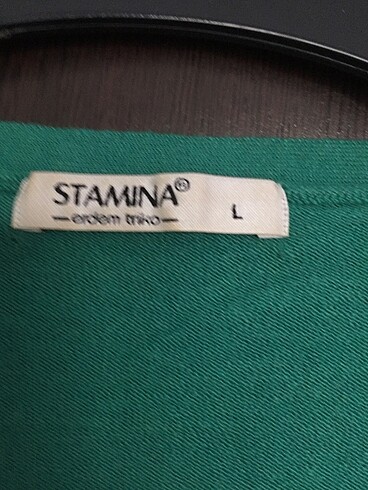 STAMINA®
—erdem triko—
L